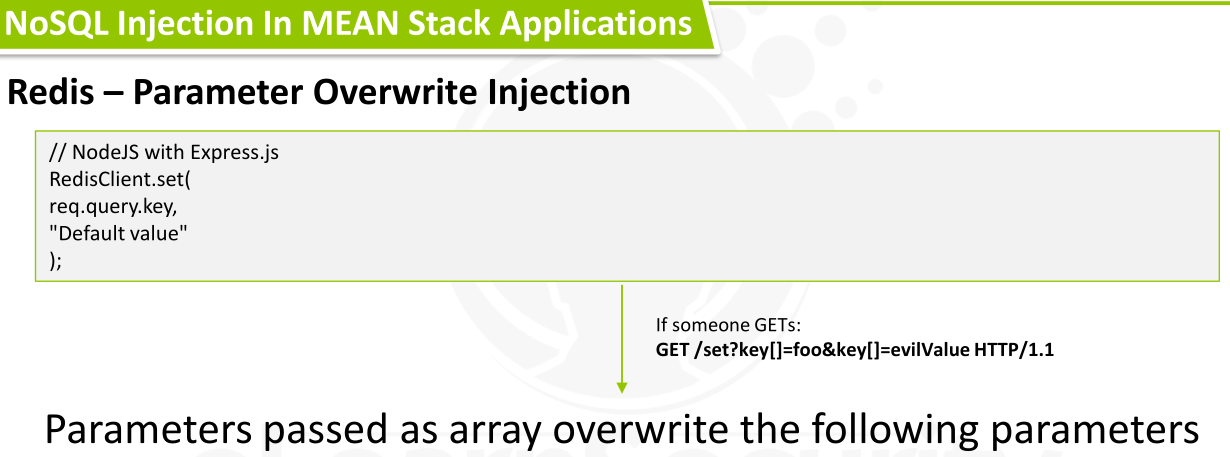 NoSQL Injection In MEAN Stack Applications
Redis – Parameter Overwrite Injection
// NodeJS with Express.js
RedisClient.set(
req.query.key,
"Default value"
);
If someone GETs:
GET /set?key[]=foo&key[]=evilValue HTTP/1.1
Parameters passed as array overwrite the following parameters